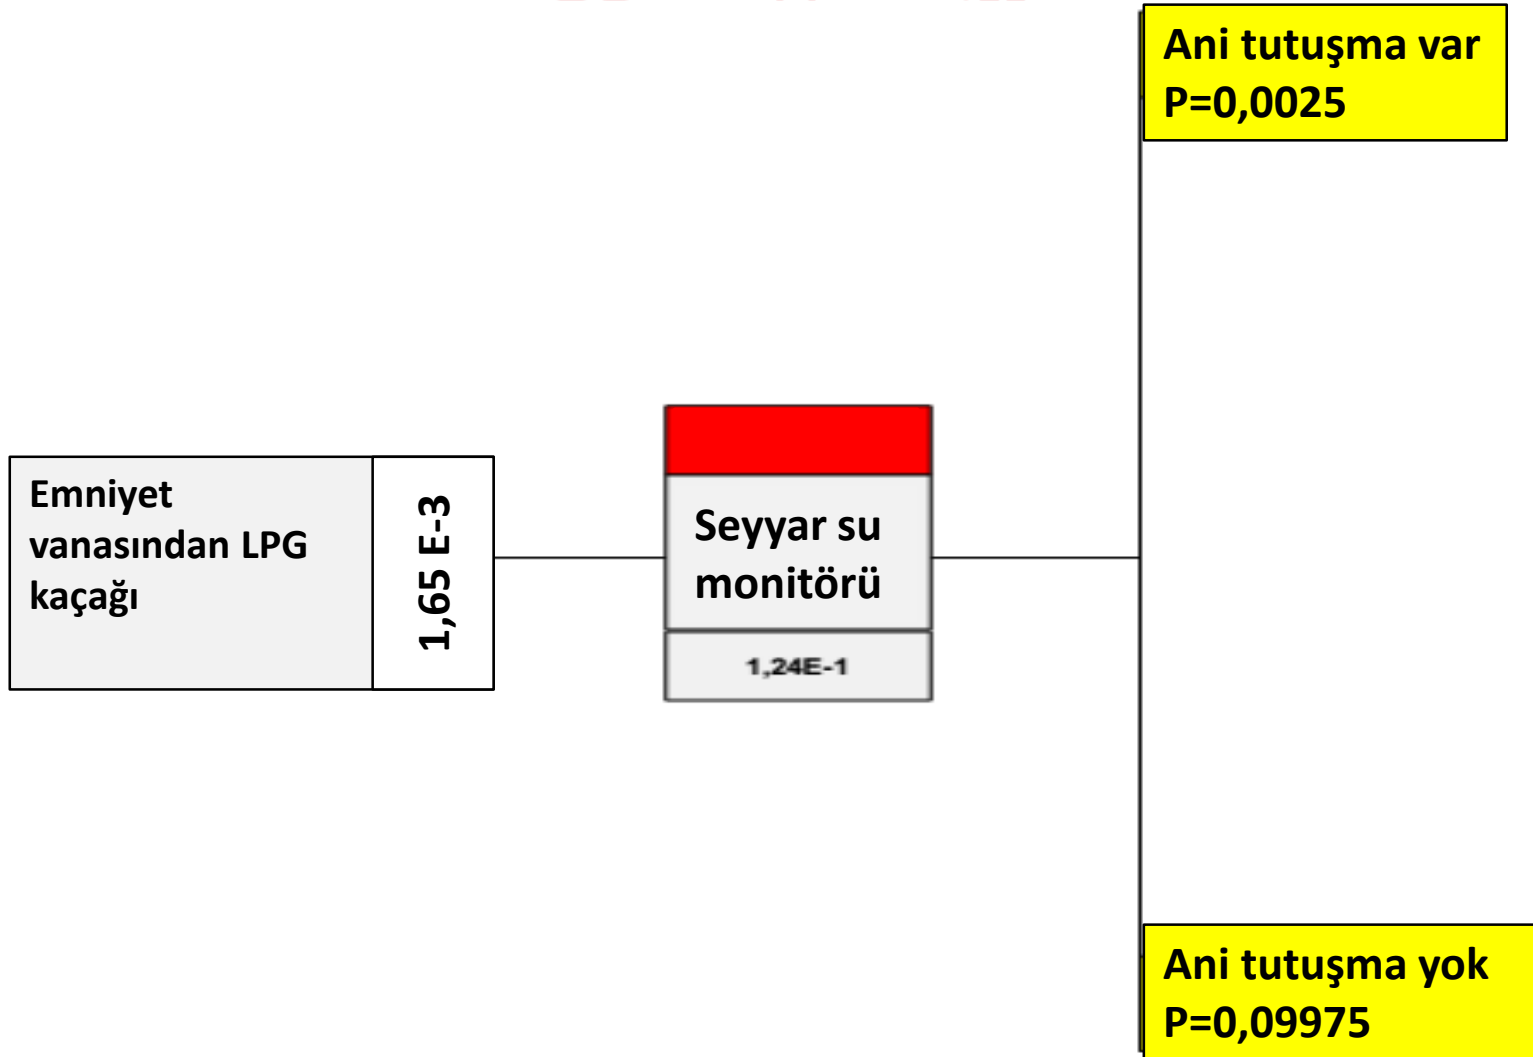 Emniyet
vanasından LPG
kaçağı
1,65 E-3
Seyyar su
monitörü
1,24E-1
Ani tutuşma var
P=0,0025
Ani tutuşma yok
P=0,09975